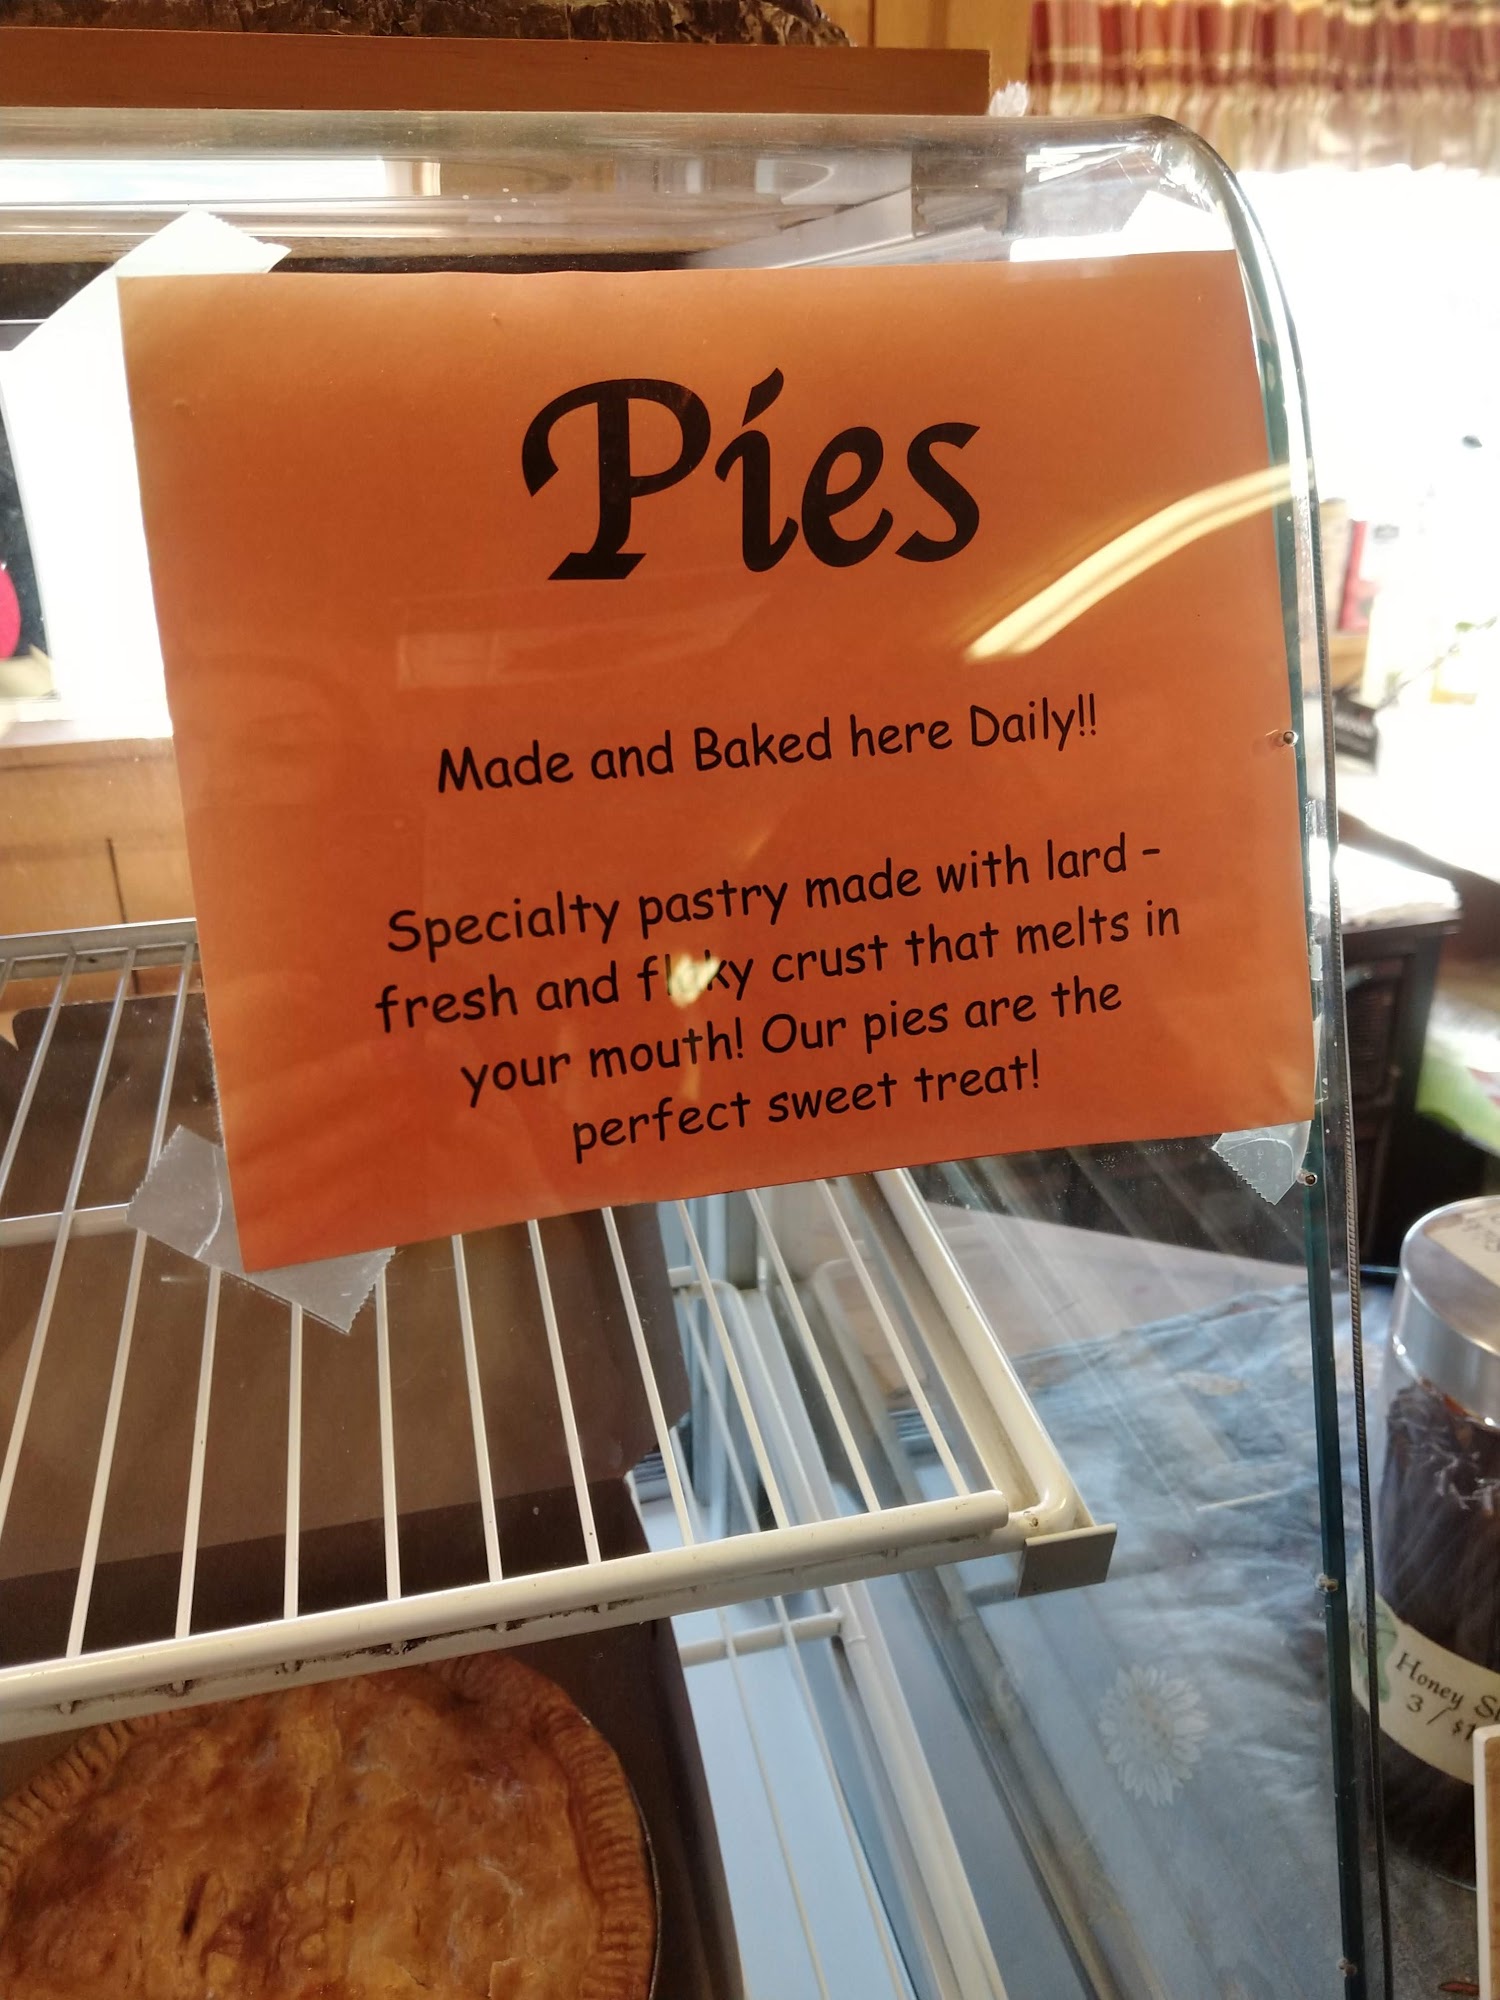 Pies
Made and Baked here Daily!!
Specialty pastry made with lard -
fresh and flaky crust that melts in
your mouth! Our pies are the
perfect sweet treat!
Honey
3 /